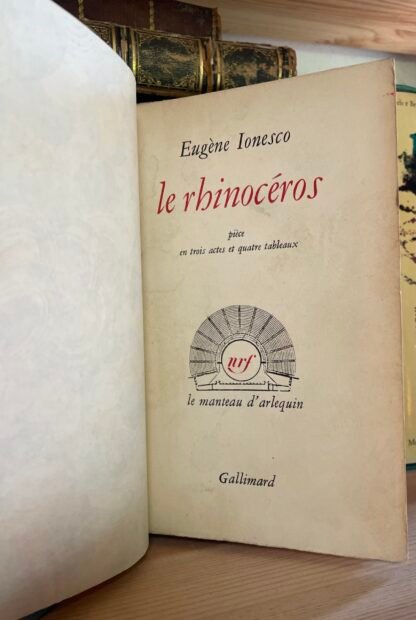 Eugène Ionesco
le rhinocéros
pièce
en trois actes et quatre tableaux
nrf
le manteau d'arlequin
Gallimard